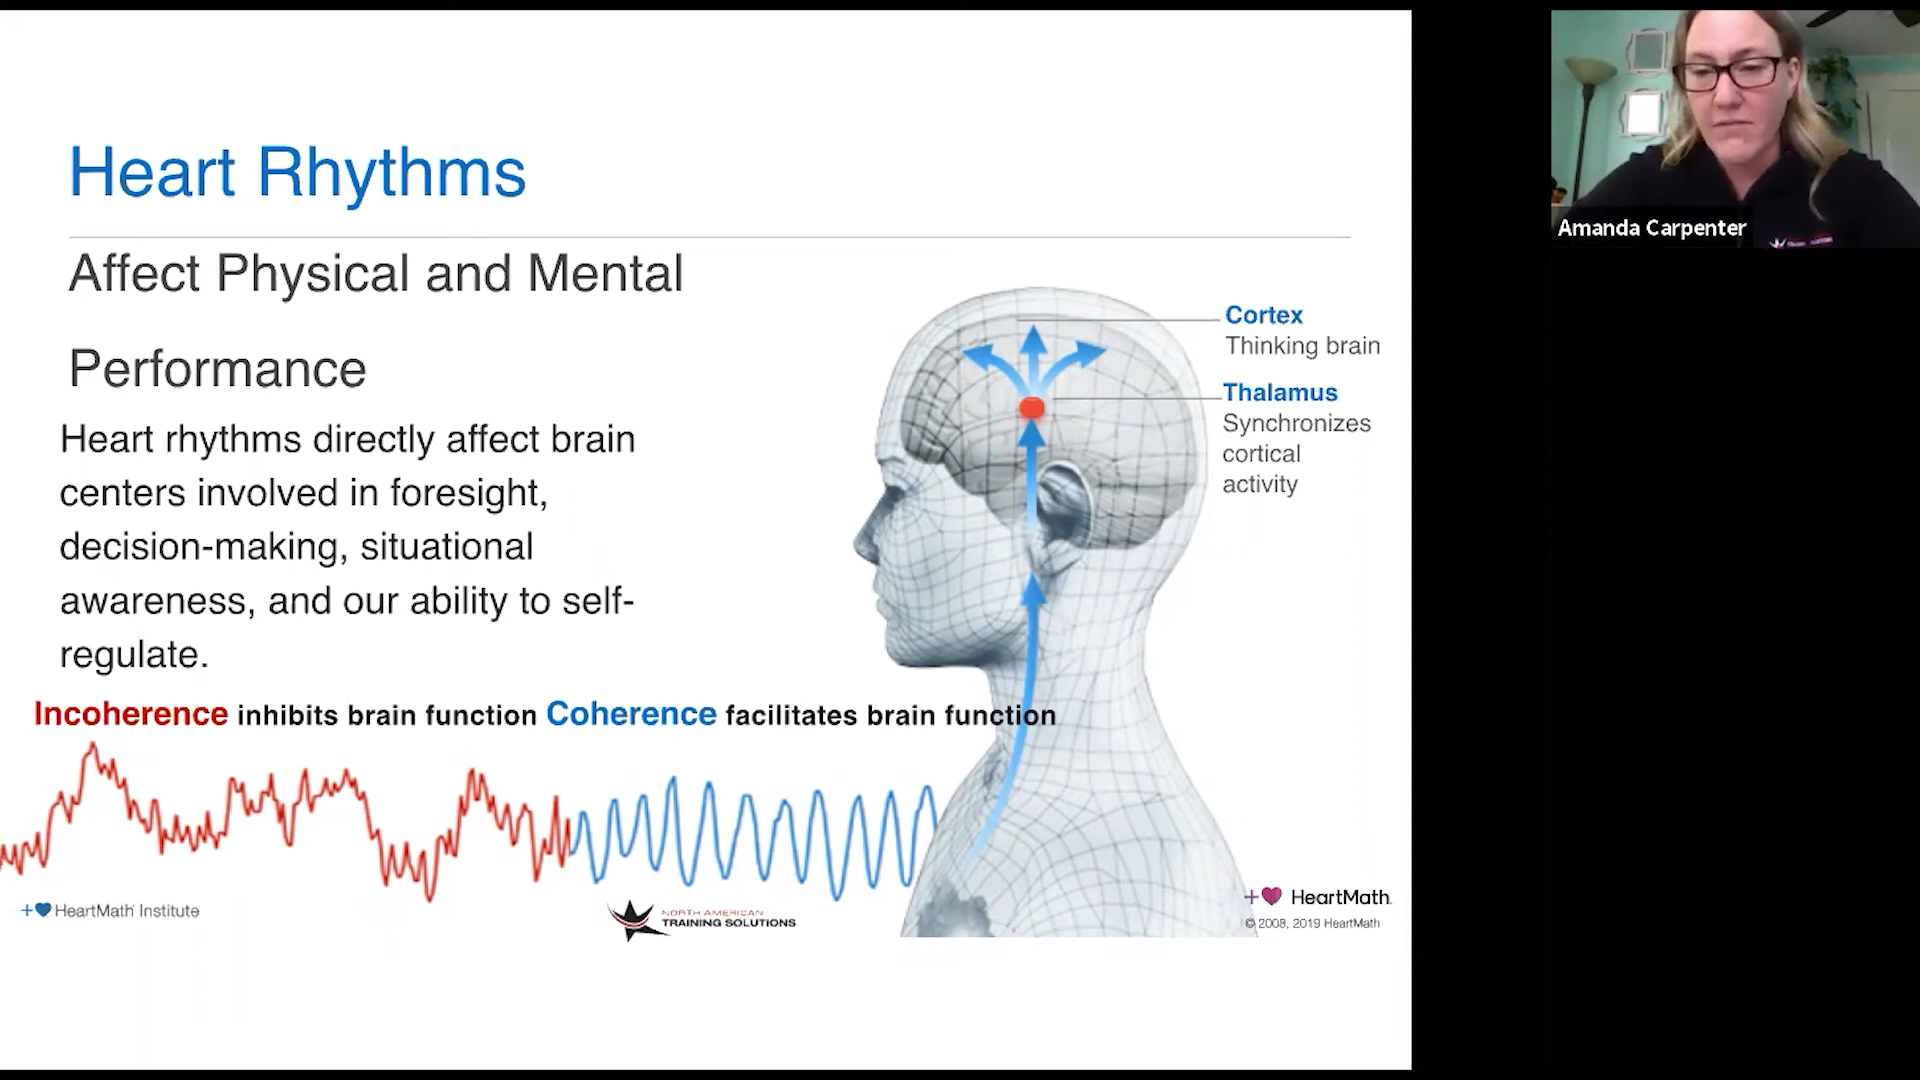 Heart Rhythms
Affect Physical and Mental
Performance
Heart rhythms directly affect brain
centers involved in foresight,
decision-making, situational
awareness, and our ability to self-
regulate.
Incoherence inhibits brain function Coherence facilitates brain function
Cortex
Thinking brain
Thalamus
Synchronizes
cortical
activity
HeartMath Institute
NORTH AMERICAN
TRAINING SOLUTIONS
HeartMath.
© 2008, 2019 HeartMath
Amanda Carpenter